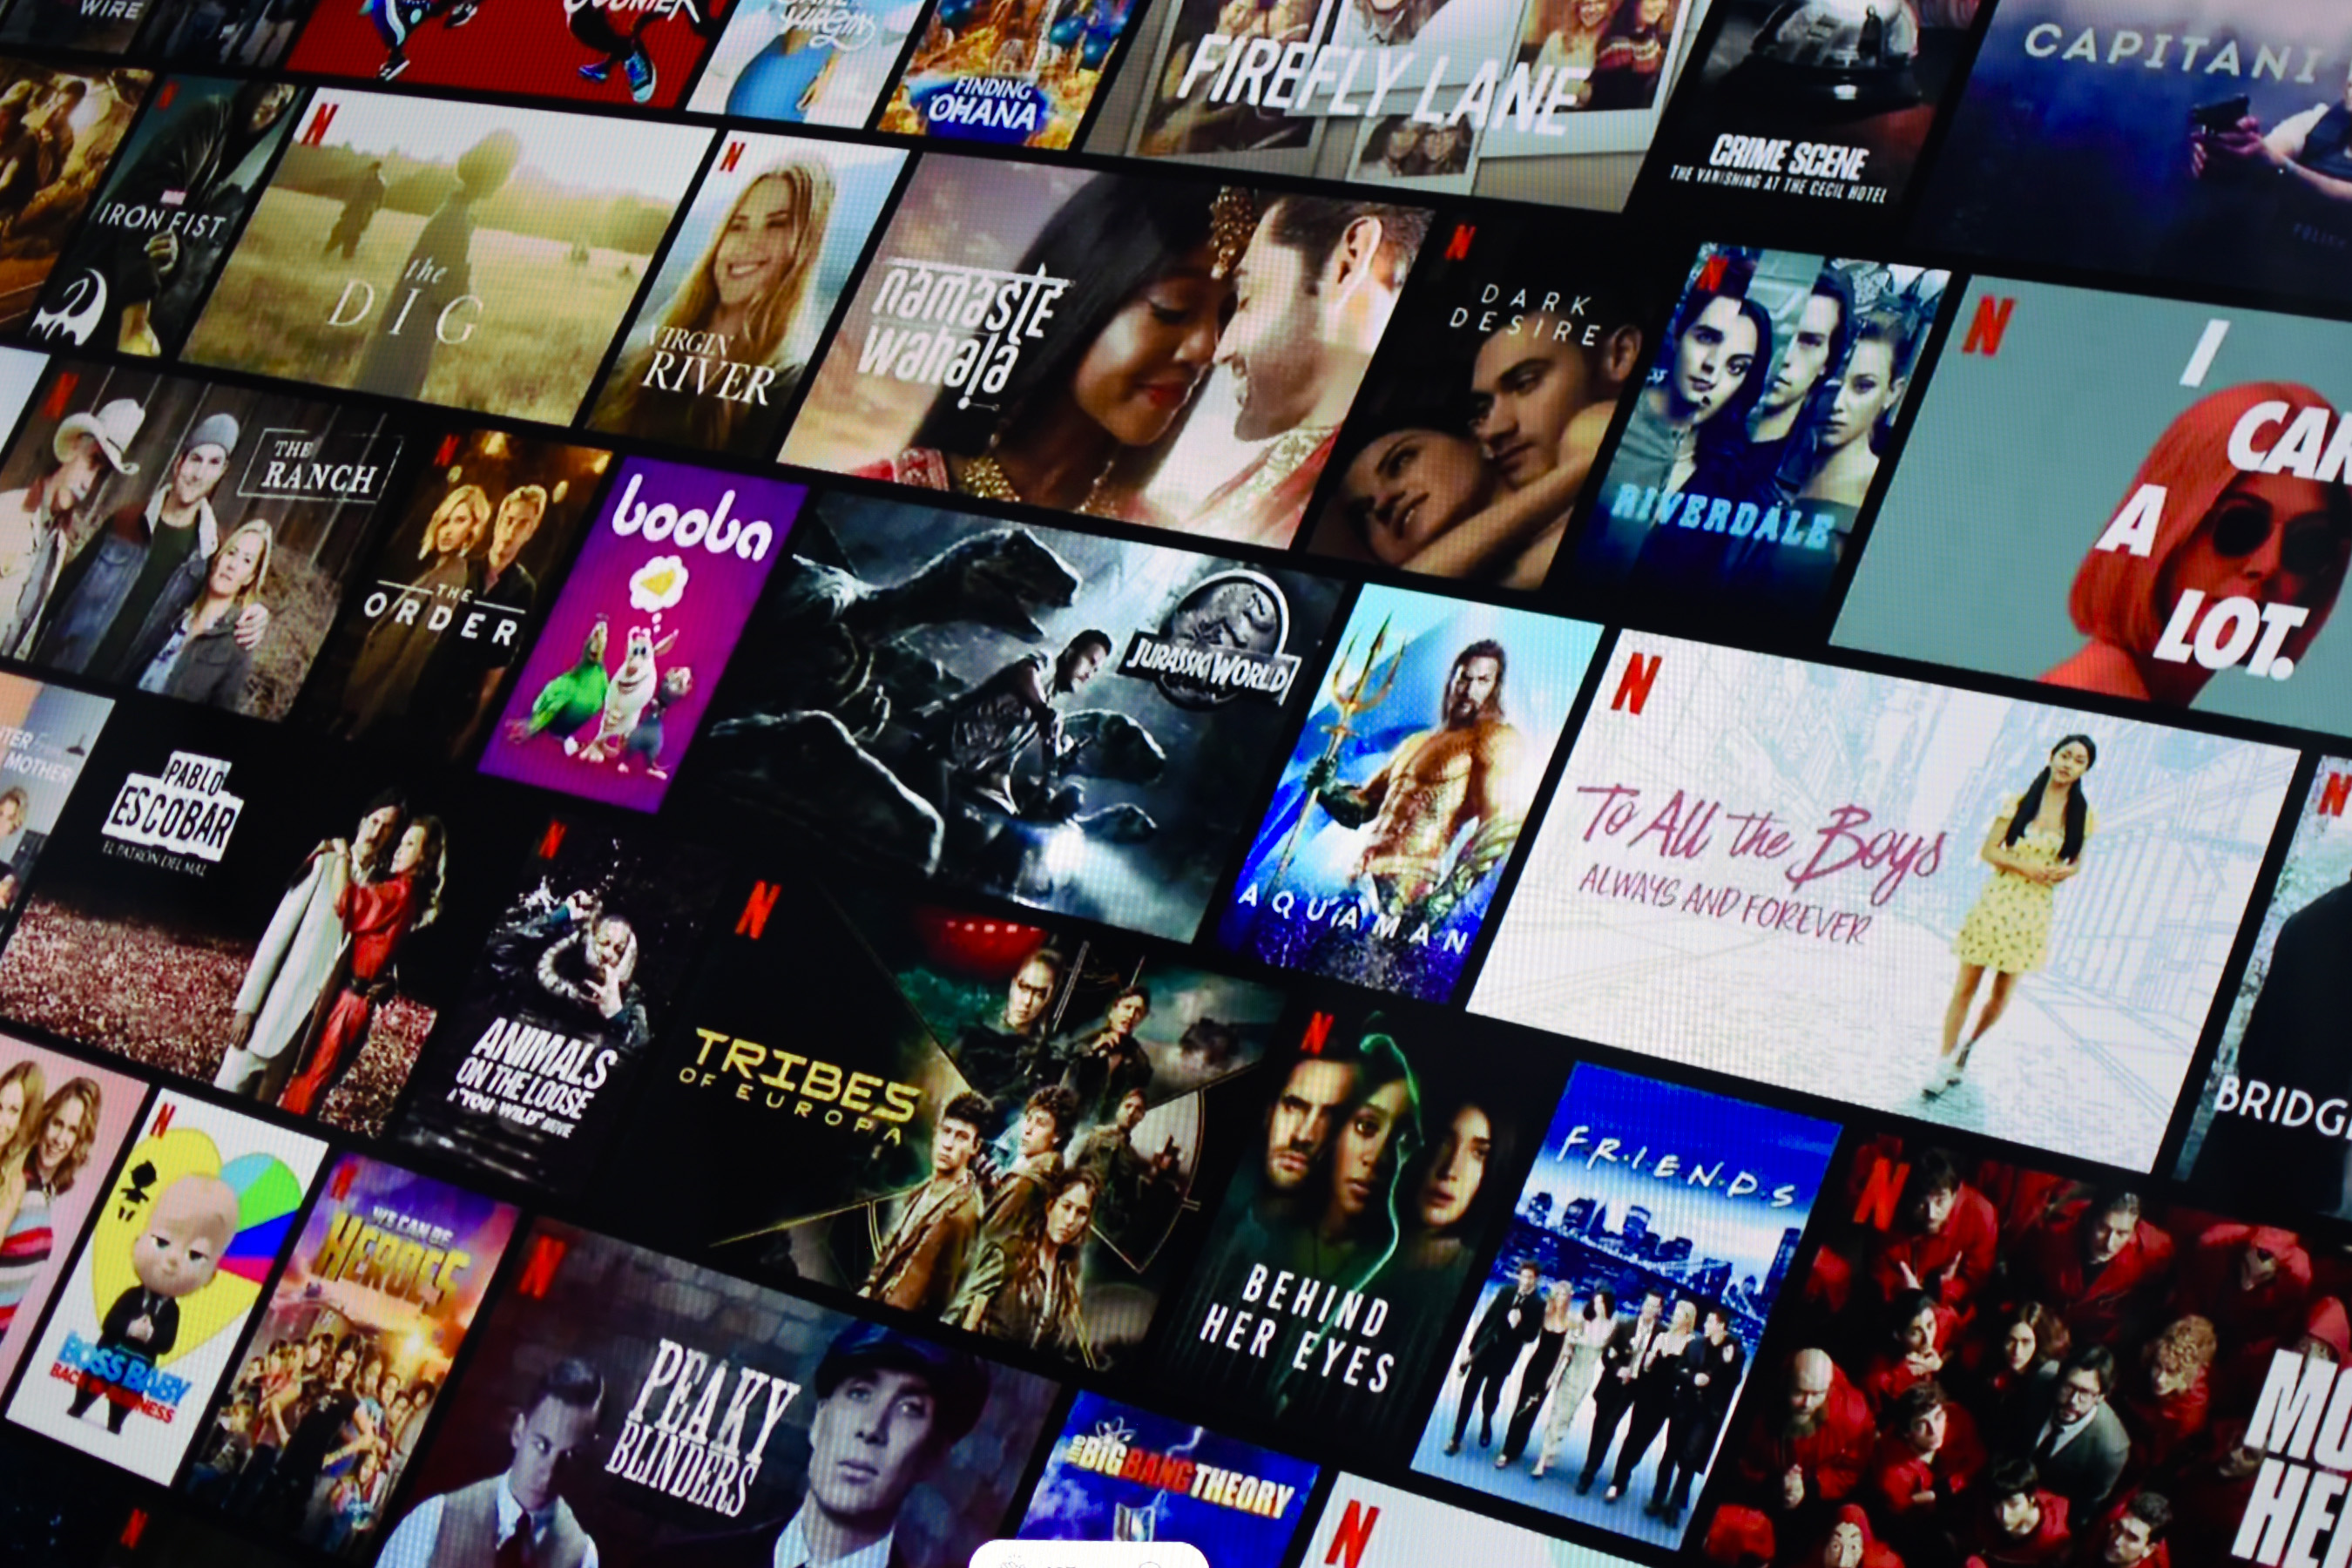 WIRE
FINDING
'OHANA
FIREFLY LANE
CRIME SCENE
THE VANISHING AT THE CECIL HOTEL
CAPITANI
N
MARVEL
IRON FIST
N
the
DIG
N
VIRGIN
RIVER
namaste
wahala
N
DARK
DESIRE
N
RIVERDALE
N
I
CAR
A
LOT.
N
THE
RANCH
N
THE
ORDER
booba
JURASSIC WORLD
AQUAMAN
N
To All the Boys
ALWAYS AND FOREVER
N
BRIDG
MOTHER
PABLO
ESCOBAR
EL PATRÓN DEL MAL
N
ANIMALS
ON THE LOOSE
A "YOU VS. WILD" MOVIE
N
TRIBES
OF EUROPA
N
BEHIND
HER EYES
F·R·I·E·N·D·S
N
MO
HE
N
BOSS BABY
BACK IN BUSINESS
N
WE CAN BE
HEROES
N
PEAKY
BLINDERS
THE BIG BANG THEORY
N
N